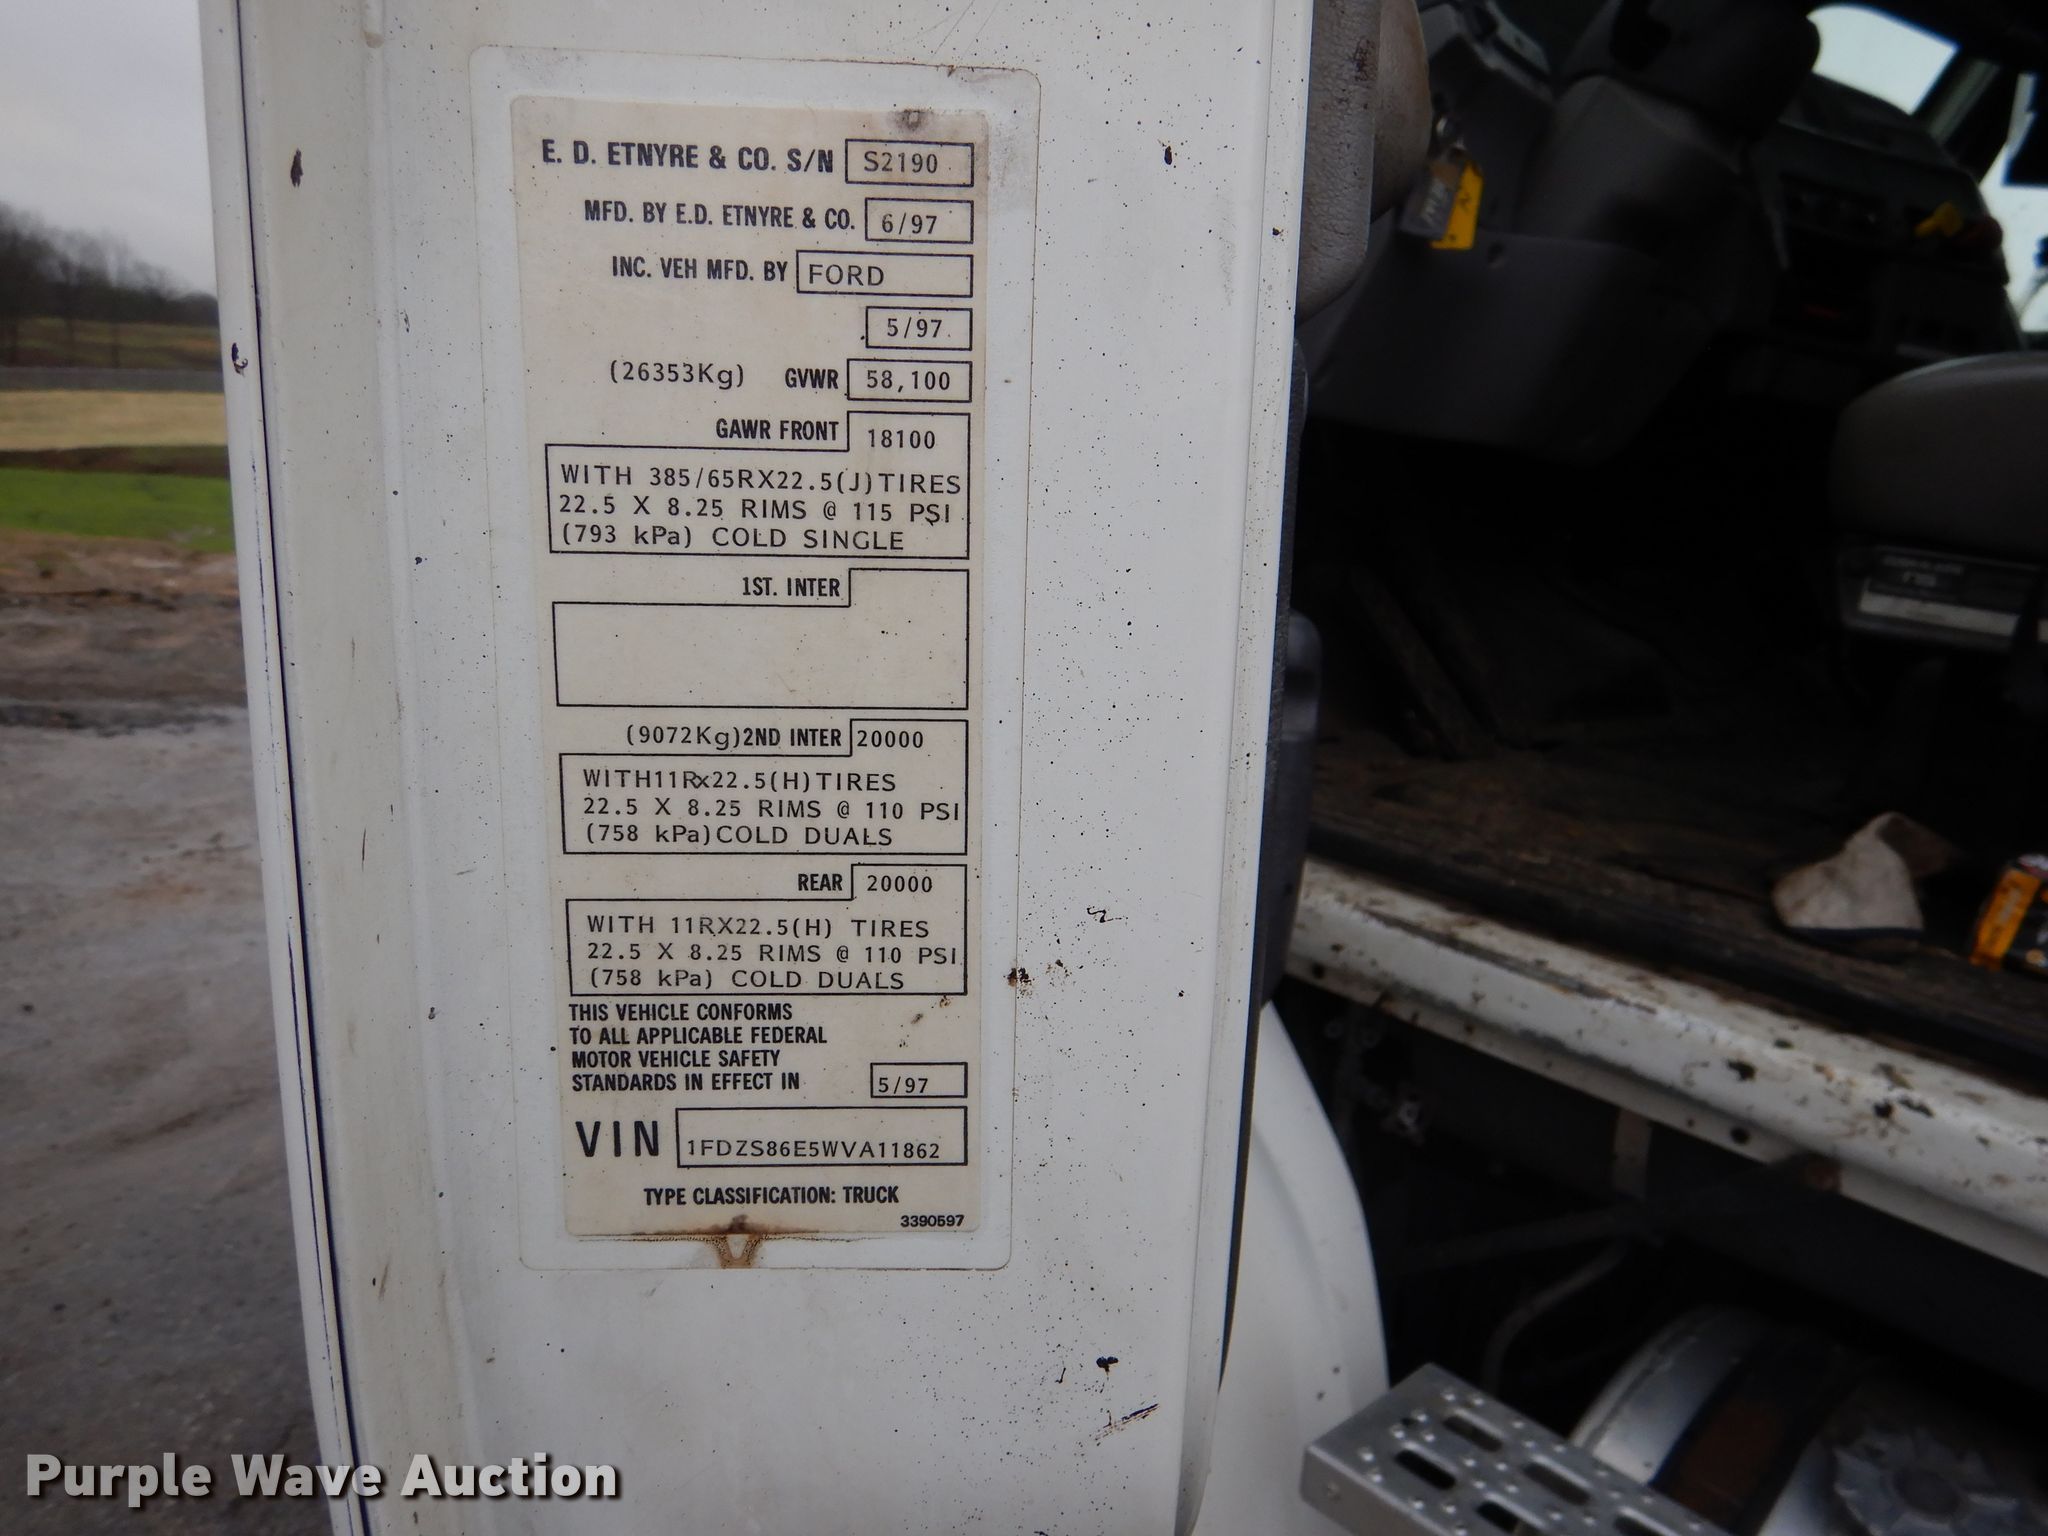 E. D. ETNYRE & CO. S/N S2190
MFD. BY E.D. ETNYRE & CO. 6/97
INC. VEH MFD. BY FORD
5/97
(26353Kg) GVWR 58,100
GAWR FRONT 18100
WITH 385/65RX22.5(J)TIRES
22.5 X 8.25 RIMS @ 115 PSI
(793 kPa) COLD SINGLE
1ST. INTER
(9072Kg)2ND INTER 20000
WITH11Rx22.5(H)TIRES
22.5 X 8.25 RIMS @ 110 PSI
(758 kPa)COLD DUALS
REAR 20000
WITH 11RX22.5(H) TIRES
22.5 X 8.25 RIMS @ 110 PSI
(758 kPa) COLD DUALS
THIS VEHICLE CONFORMS
TO ALL APPLICABLE FEDERAL
MOTOR VEHICLE SAFETY
STANDARDS IN EFFECT IN 5/97
VIN 1FDZS86E5WVA11862
TYPE CLASSIFICATION: TRUCK
3390597
Purple Wave Auction